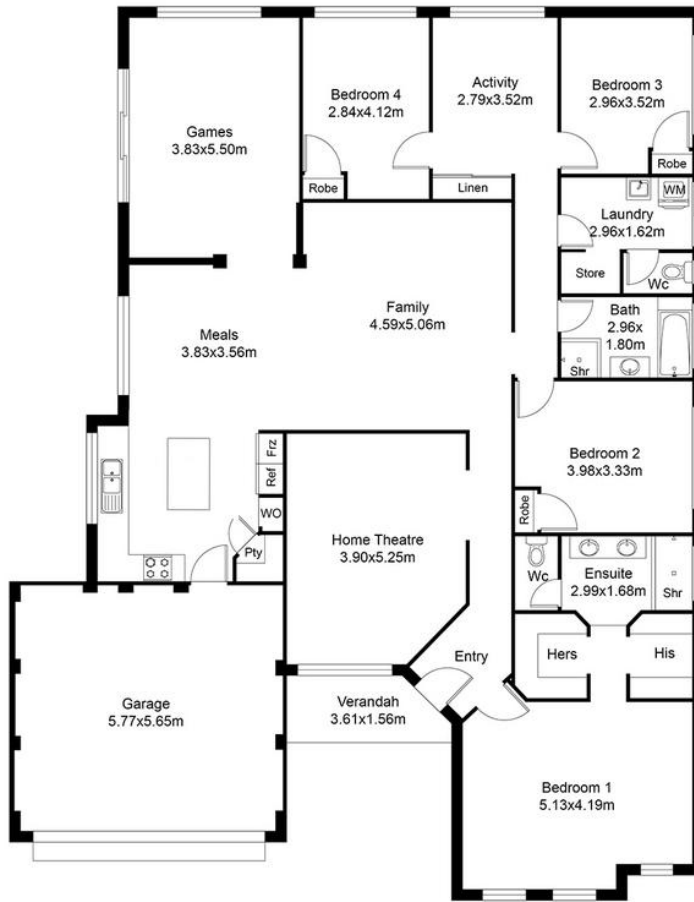 Games
3.83x5.50m
Bedroom 4
2.84x4.12m
Activity
2.79x3.52m
Bedroom 3
2.96x3.52m
Robe
Robe
Linen
WM
Laundry
2.96x1.62m
Store
Wc
Meals
3.83x3.56m
Family
4.59x5.06m
Bath
2.96x
1.80m
Shr
Frz
Ref
WO
Pty
Home Theatre
3.90x5.25m
Bedroom 2
3.98x3.33m
Robe
Wc
Ensuite
2.99x1.68m
Shr
Hers
His
Entry
Garage
5.77x5.65m
Verandah
3.61x1.56m
Bedroom 1
5.13x4.19m